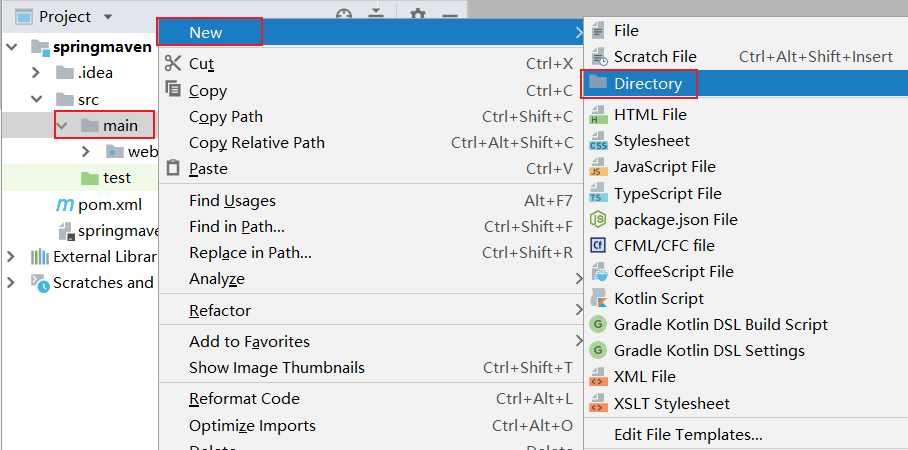 Project
springmaven
.idea
src
main
web
test
pom.xml
springmave
External Librar
Scratches and
New
Cut Ctrl+X
Copy Ctrl+C
Copy Path Ctrl+Shift+C
Copy Relative Path Ctrl+Alt+Shift+C
Paste Ctrl+V
Find Usages Alt+F7
Find in Path... Ctrl+Shift+F
Replace in Path... Ctrl+Shift+R
Analyze
Refactor
Add to Favorites
Show Image Thumbnails Ctrl+Shift+T
Reformat Code Ctrl+Alt+L
Optimize Imports Ctrl+Alt+O
Delete Delete
File
Scratch File Ctrl+Alt+Shift+Insert
Directory
HTML File
Stylesheet
JavaScript File
TypeScript File
package.json File
CFML/CFC file
CoffeeScript File
Kotlin Script
Gradle Kotlin DSL Build Script
Gradle Kotlin DSL Settings
XML File
XSLT Stylesheet
Edit File Templates...